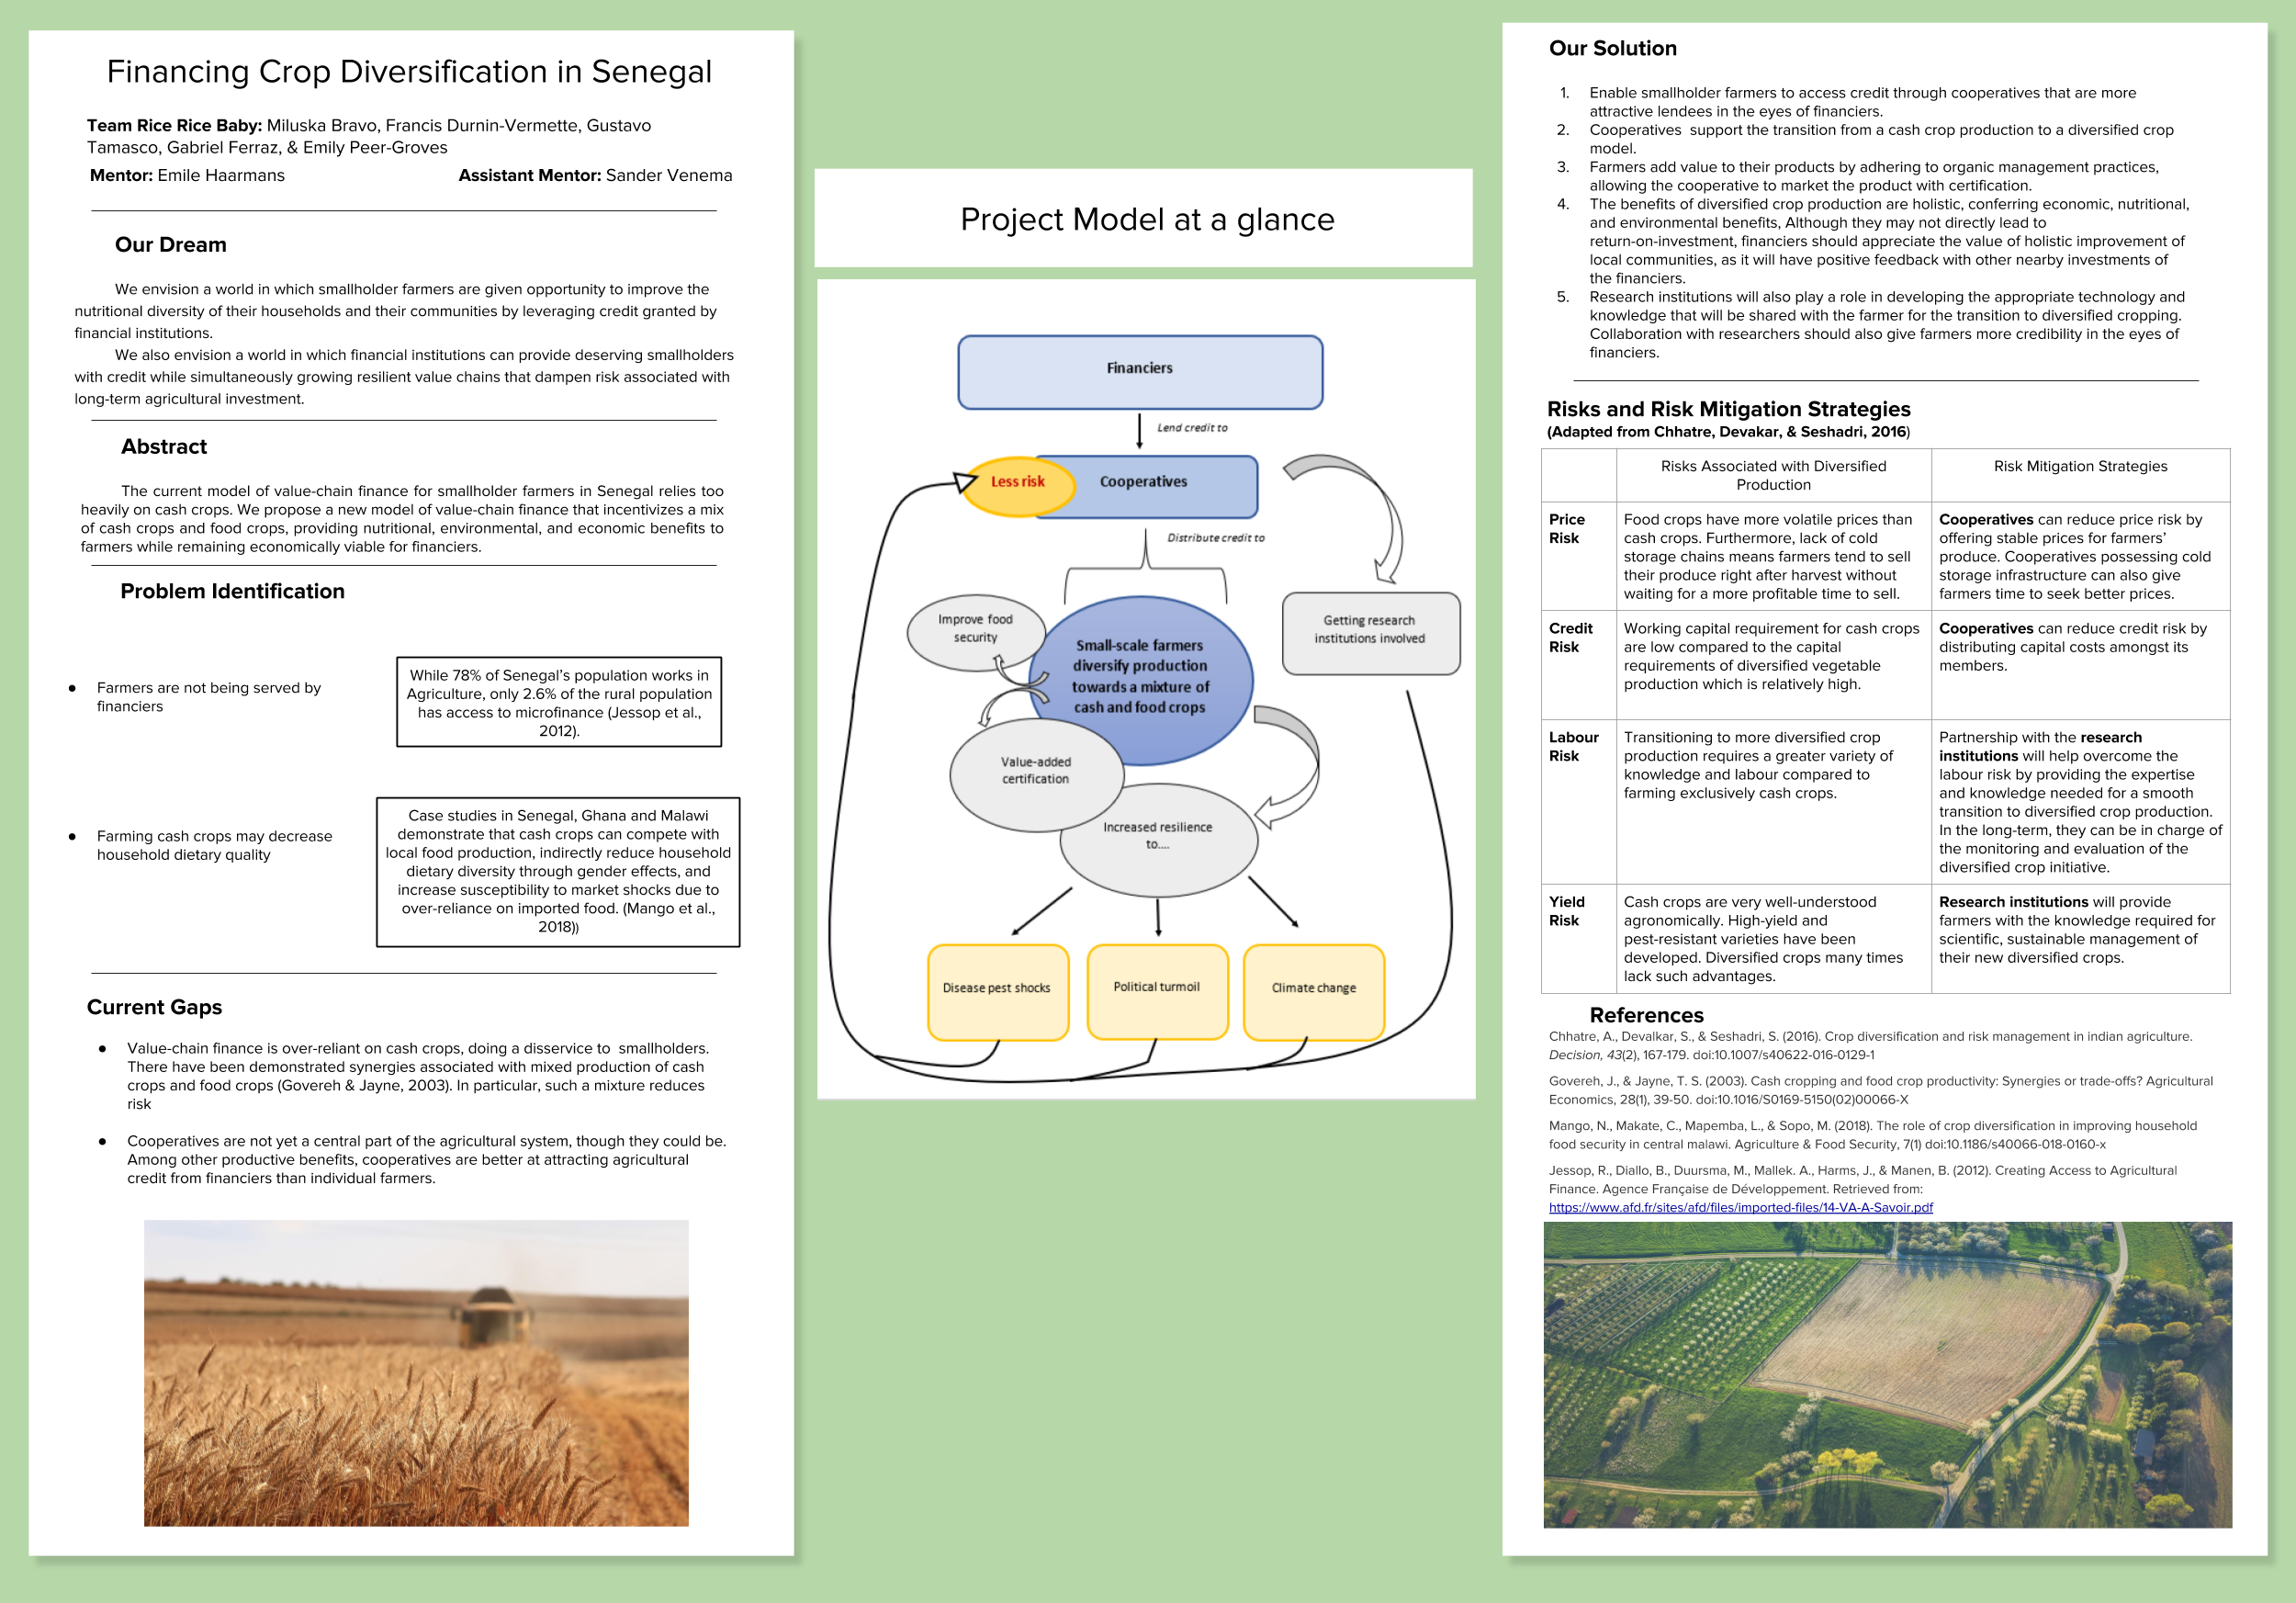 Financing Crop Diversification in Senegal
Team Rice Rice Baby: Miluska Bravo, Francis Durnin-Vermette, Gustavo
Tamasco, Gabriel Ferraz, & Emily Peer-Groves
Mentor: Emile Haarmans
Assistant Mentor: Sander Venema
Our Dream
We envision a world in which smallholder farmers are given opportunity to improve the
nutritional diversity of their households and their communities by leveraging credit granted by
financial institutions.
We also envision a world in which financial institutions can provide deserving smallholders
with credit while simultaneously growing resilient value chains that dampen risk associated with
long-term agricultural investment.
Abstract
The current model of value-chain finance for smallholder farmers in Senegal relies too
heavily on cash crops. We propose a new model of value-chain finance that incentivizes a mix
of cash crops and food crops, providing nutritional, environmental, and economic benefits to
farmers while remaining economically viable for financiers.
Problem Identification
● Farmers are not being served by
financiers
While 78% of Senegal's population works in
Agriculture, only 2.6% of the rural population
has access to microfinance (Jessop et al.,
2012).
● Farming cash crops may decrease
household dietary quality
Case studies in Senegal, Ghana and Malawi
demonstrate that cash crops can compete with
local food production, indirectly reduce household
dietary diversity through gender effects, and
increase susceptibility to market shocks due to
over-reliance on imported food. (Mango et al.,
2018))
Current Gaps
● Value-chain finance is over-reliant on cash crops, doing a disservice to  smallholders.
There have been demonstrated synergies associated with mixed production of cash
crops and food crops (Govereh & Jayne, 2003). In particular, such a mixture reduces
risk
● Cooperatives are not yet a central part of the agricultural system, though they could be.
Among other productive benefits, cooperatives are better at attracting agricultural
credit from financiers than individual farmers.
Project Model at a glance
Financiers
Lend credit to
Less risk
Cooperatives
Distribute credit to
Improve food
security
Small-scale farmers
diversify production
towards a mixture of
cash and food crops
Getting research
institutions involved
Value-added
certification
Increased resilience
to....
Disease pest shocks
Political turmoil
Climate change
Our Solution
1. Enable smallholder farmers to access credit through cooperatives that are more
attractive lendees in the eyes of financiers.
2. Cooperatives  support the transition from a cash crop production to a diversified crop
model.
3. Farmers add value to their products by adhering to organic management practices,
allowing the cooperative to market the product with certification.
4. The benefits of diversified crop production are holistic, conferring economic, nutritional,
and environmental benefits, Although they may not directly lead to
return-on-investment, financiers should appreciate the value of holistic improvement of
local communities, as it will have positive feedback with other nearby investments of
the financiers.
5. Research institutions will also play a role in developing the appropriate technology and
knowledge that will be shared with the farmer for the transition to diversified cropping.
Collaboration with researchers should also give farmers more credibility in the eyes of
financiers.
Risks and Risk Mitigation Strategies
(Adapted from Chhatre, Devakar, & Seshadri, 2016)
Risks Associated with Diversified
Production
Risk Mitigation Strategies
Price
Risk
Food crops have more volatile prices than
cash crops. Furthermore, lack of cold
storage chains means farmers tend to sell
their produce right after harvest without
waiting for a more profitable time to sell.
Cooperatives can reduce price risk by
offering stable prices for farmers'
produce. Cooperatives possessing cold
storage infrastructure can also give
farmers time to seek better prices.
Credit
Risk
Working capital requirement for cash crops
are low compared to the capital
requirements of diversified vegetable
production which is relatively high.
Cooperatives can reduce credit risk by
distributing capital costs amongst its
members.
Labour
Risk
Transitioning to more diversified crop
production requires a greater variety of
knowledge and labour compared to
farming exclusively cash crops.
Partnership with the research
institutions will help overcome the
labour risk by providing the expertise
and knowledge needed for a smooth
transition to diversified crop production.
In the long-term, they can be in charge of
the monitoring and evaluation of the
diversified crop initiative.
Yield
Risk
Cash crops are very well-understood
agronomically. High-yield and
pest-resistant varieties have been
developed. Diversified crops many times
lack such advantages.
Research institutions will provide
farmers with the knowledge required for
scientific, sustainable management of
their new diversified crops.
References
Chhatre, A., Devalkar, S., & Seshadri, S. (2016). Crop diversification and risk management in indian agriculture.
Decision, 43(2), 167-179. doi:10.1007/s40622-016-0129-1
Govereh, J., & Jayne, T. S. (2003). Cash cropping and food crop productivity: Synergies or trade-offs? Agricultural
Economics, 28(1), 39-50. doi:10.1016/S0169-5150(02)00066-X
Mango, N., Makate, C., Mapemba, L., & Sopo, M. (2018). The role of crop diversification in improving household
food security in central malawi. Agriculture & Food Security, 7(1) doi:10.1186/s40066-018-0160-x
Jessop, R., Diallo, B., Duursma, M., Mallek. A., Harms, J., & Manen, B. (2012). Creating Access to Agricultural
Finance. Agence Française de Développement. Retrieved from:
https://www.afd.fr/sites/afd/files/imported-files/14-VA-A-Savoir.pdf